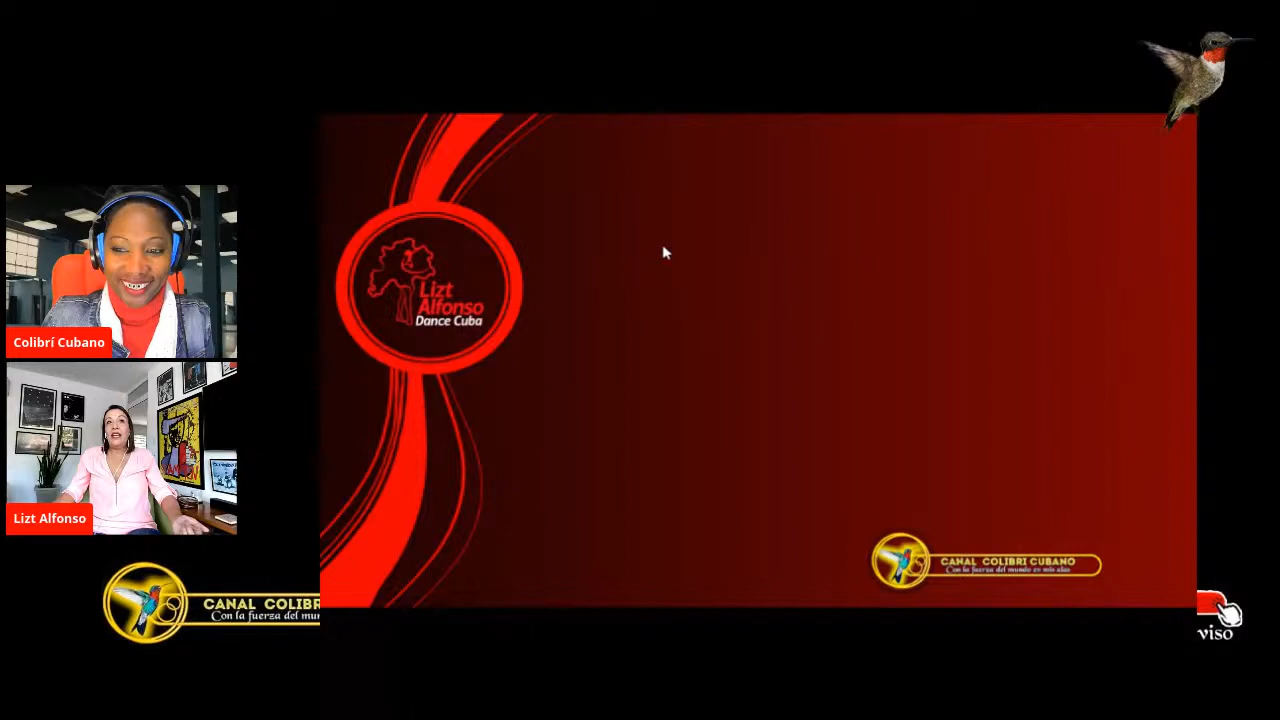 Colibrí Cubano
Lizt Alfonso
Lizt
Alfonso
Dance Cuba
CANAL COLIBRI CUBANO
Con la fuerza del mundo en mis alas
CANAL COLIBR
Con la fuerza del mun
viso